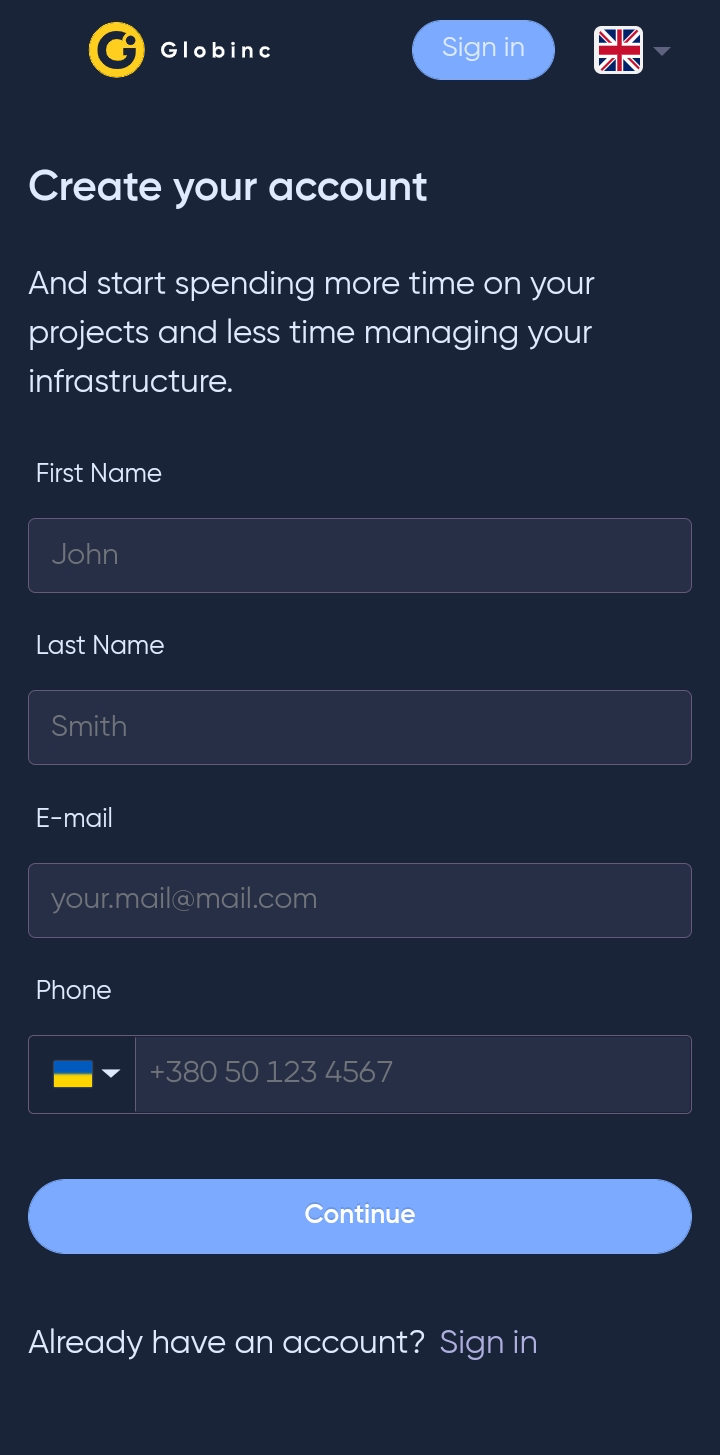 Globinc
Sign in
Create your account
And start spending more time on your
projects and less time managing your
infrastructure.
First Name
John
Last Name
Smith
E-mail
your.mail@mail.com
Phone
+380 50 123 4567
Continue
Already have an account? Sign in